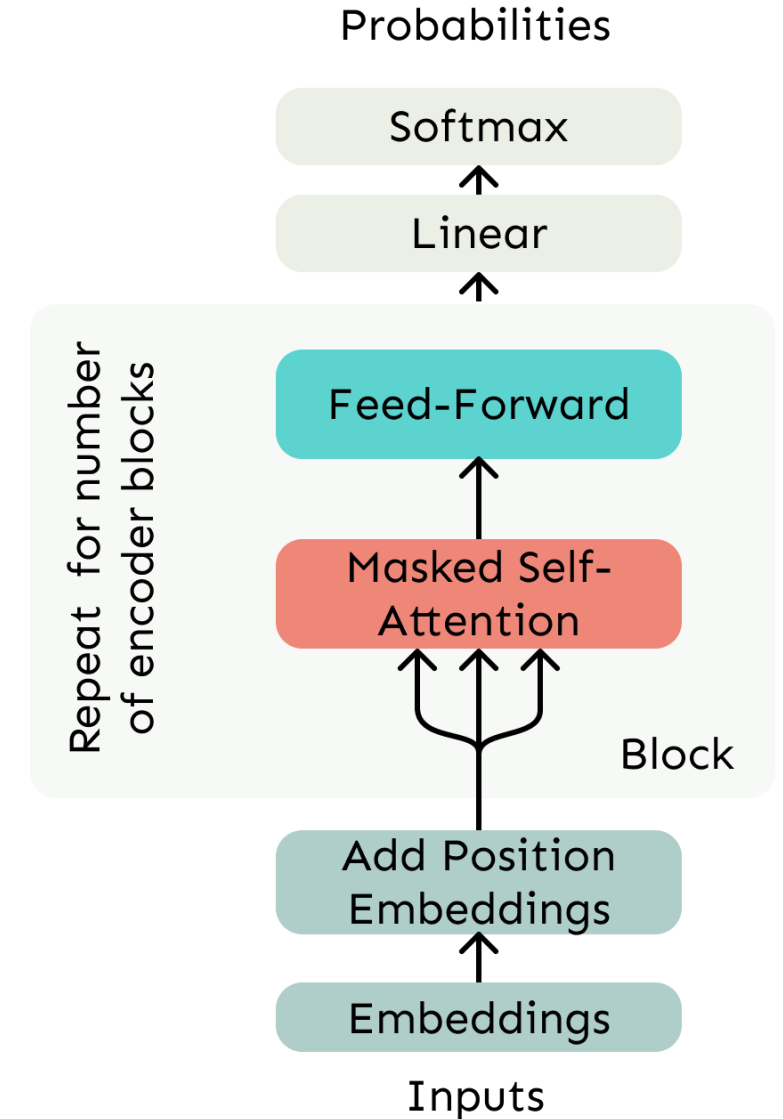 Probabilities
Softmax
Linear
Feed-Forward
Repeat for number
of encoder blocks
Masked Self-
Attention
Block
Add Position
Embeddings
Embeddings
Inputs